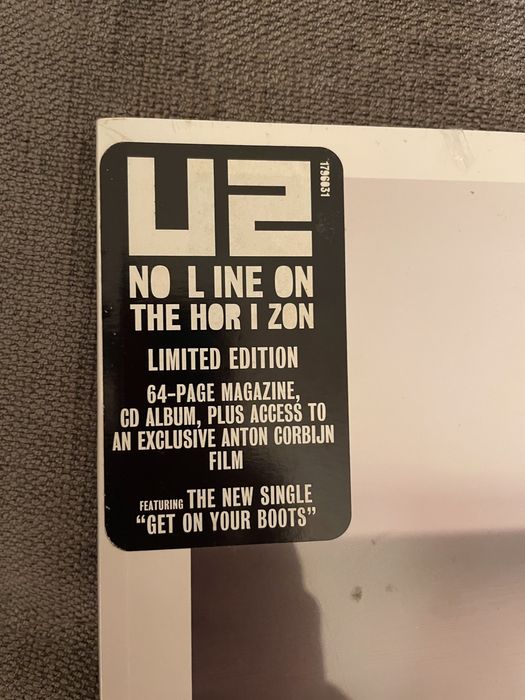 U2
1796031
NO L INE ON
THE HOR I ZON
LIMITED EDITION
64-PAGE MAGAZINE,
CD ALBUM, PLUS ACCESS TO
AN EXCLUSIVE ANTON CORBIJN
FILM
FEATURING THE NEW SINGLE
“GET ON YOUR BOOTS”